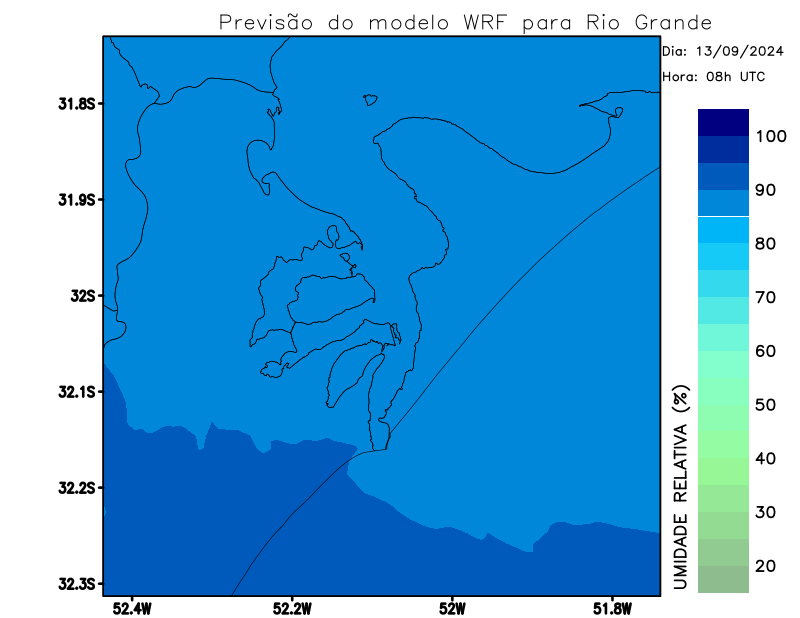 Previsão do modelo WRF para Rio Grande
Dia: 13/09/2024
Hora: 08h UTC
31.8S
31.9S
32S
32.1S
32.2S
32.3S
52.4W
52.2W
52W
51.8W
UMIDADE RELATIVA (%)
100
90
80
70
60
50
40
30
20